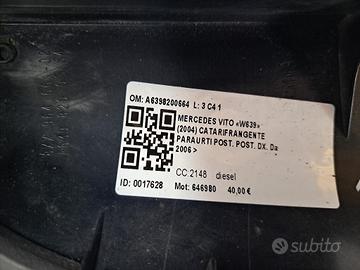 OM: A6398200664 L: 3 C4 1
MERCEDES VITO «W639»
(2004) CATARIFRANGENTE
PARAURTI POST. POST. DX. Da
2006>
CC:2148 diesel
ID: 0017628 Mot: 646980 40,00 €
subito